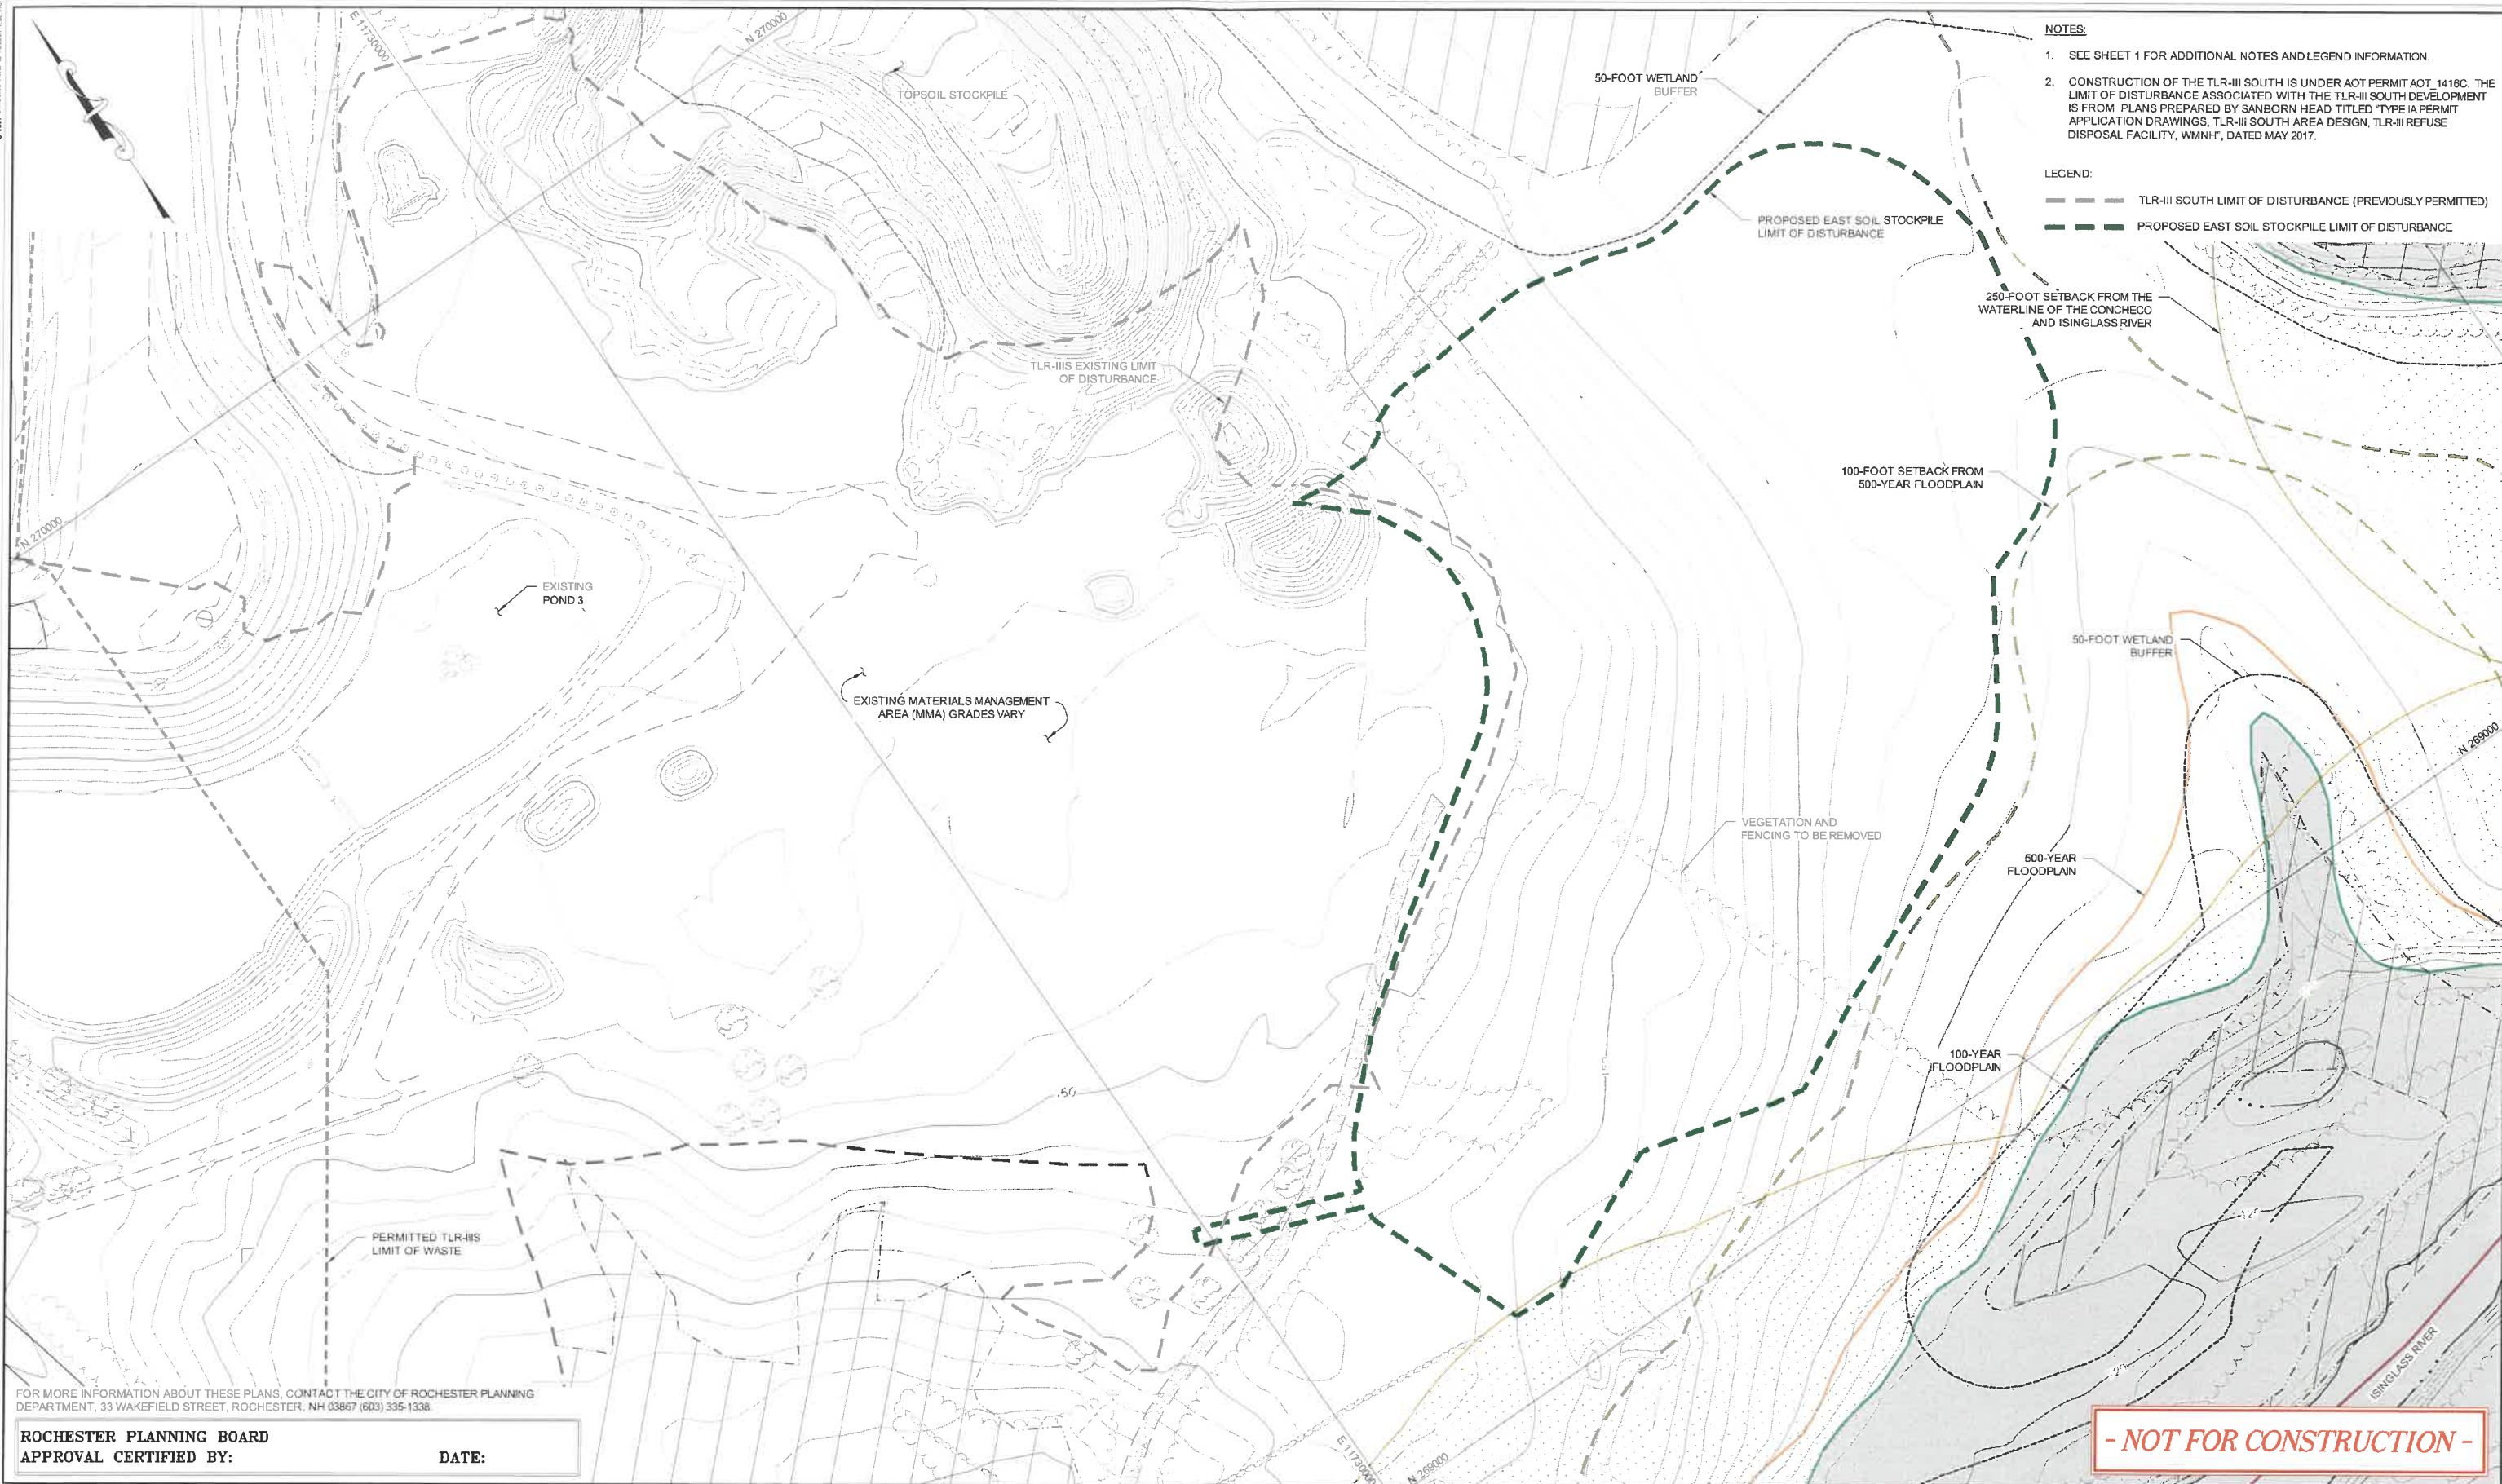 NOTES:
1. SEE SHEET 1 FOR ADDITIONAL NOTES AND LEGEND INFORMATION.
2. CONSTRUCTION OF THE TLR-III SOUTH IS UNDER AOT PERMIT AOT_1416C. THE
LIMIT OF DISTURBANCE ASSOCIATED WITH THE TLR-III SOUTH DEVELOPMENT
IS FROM PLANS PREPARED BY SANBORN HEAD TITLED "TYPE IA PERMIT
APPLICATION DRAWINGS, TLR-III SOUTH AREA DESIGN, TLR-III REFUSE
DISPOSAL FACILITY, WMNH", DATED MAY 2017.
LEGEND:
TLR-III SOUTH LIMIT OF DISTURBANCE (PREVIOUSLY PERMITTED)
PROPOSED EAST SOIL STOCKPILE LIMIT OF DISTURBANCE
E 1173000
N 270000
TOPSOIL STOCKPILE
50-FOOT WETLAND
BUFFER
PROPOSED EAST SOIL STOCKPILE
LIMIT OF DISTURBANCE
250-FOOT SETBACK FROM THE
WATERLINE OF THE CONCHECO
AND ISINGLASS RIVER
TLR-IIIS EXISTING LIMIT
OF DISTURBANCE
100-FOOT SETBACK FROM
500-YEAR FLOODPLAIN
N 270000
EXISTING
POND 3
50-FOOT WETLAND
BUFFER
EXISTING MATERIALS MANAGEMENT
AREA (MMA) GRADES VARY
N 269000
VEGETATION AND
FENCING TO BE REMOVED
500-YEAR
FLOODPLAIN
100-YEAR
FLOODPLAIN
50
PERMITTED TLR-IIIS
LIMIT OF WASTE
ISINGLASS RIVER
E 1173000
N 269000
FOR MORE INFORMATION ABOUT THESE PLANS, CONTACT THE CITY OF ROCHESTER PLANNING
DEPARTMENT, 33 WAKEFIELD STREET, ROCHESTER, NH 03867 (603) 335-1338.
ROCHESTER PLANNING BOARD
APPROVAL CERTIFIED BY: DATE:
- NOT FOR CONSTRUCTION -